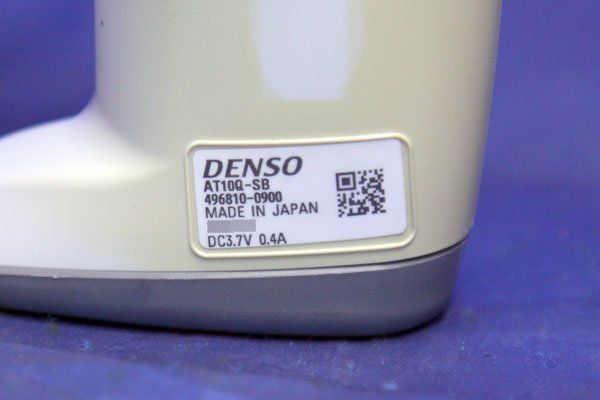 DENSO
AT10Q-SB
496810-0900
MADE IN JAPAN
DC3.7V 0.4A